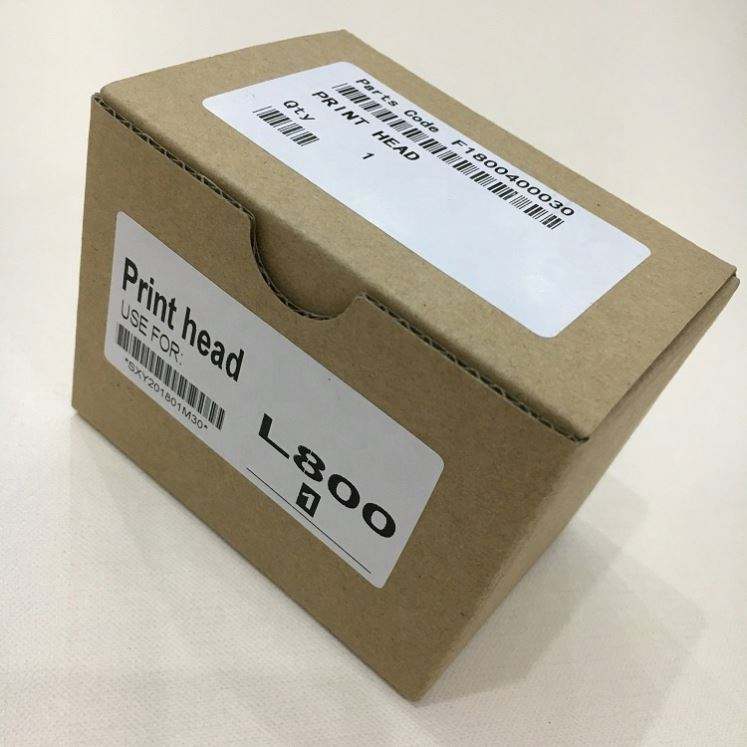 Parts Code F1800400030
PRINT HEAD
Qty 1
Print head
USE FOR:
*SXY201801M30*
L800
1